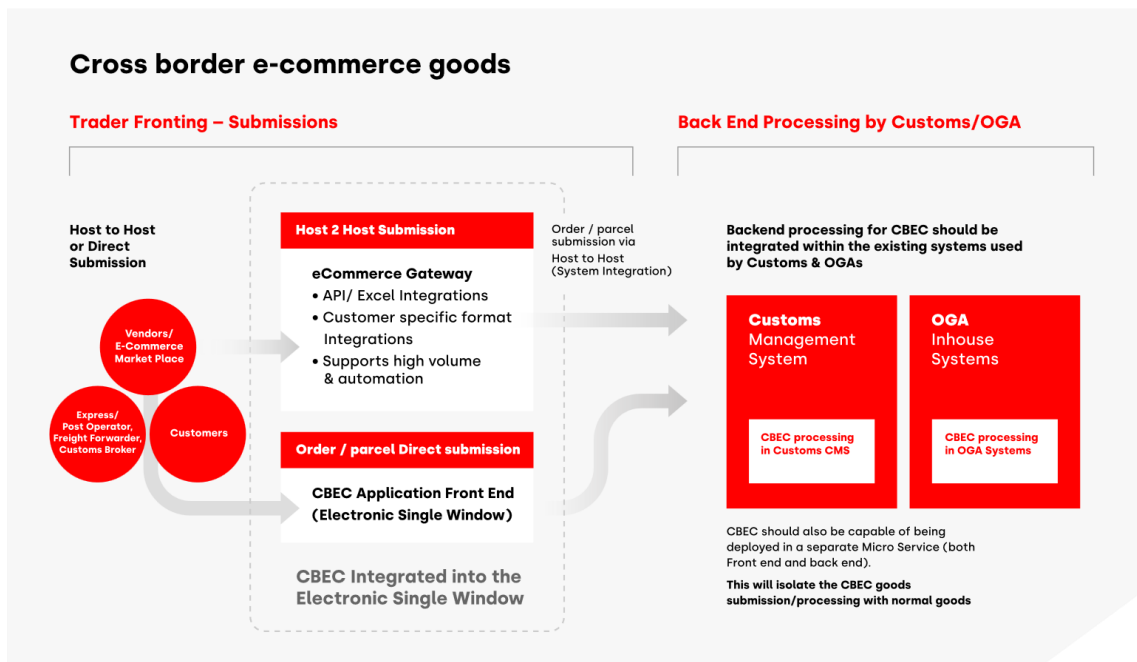 Cross border e-commerce goods
Trader Fronting – Submissions
Back End Processing by Customs/OGA
Host to Host
or Direct
Submission
Vendors/
E-Commerce
Market Place
Express/
Post Operator,
Freight Forwarder,
Customs Broker
Customers
Host 2 Host Submission
eCommerce Gateway
• API/ Excel Integrations
• Customer specific format
Integrations
• Supports high volume
& automation
Order / parcel Direct submission
CBEC Application Front End
(Electronic Single Window)
CBEC Integrated into the
Electronic Single Window
Order / parcel
submission via
Host to Host
(System Integration)
Backend processing for CBEC should be
integrated within the existing systems used
by Customs & OGAs
Customs
Management
System
CBEC processing
in Customs CMS
OGA
Inhouse
Systems
CBEC processing
in OGA Systems
CBEC should also be capable of being
deployed in a separate Micro Service (both
Front end and back end).
This will isolate the CBEC goods
submission/processing with normal goods